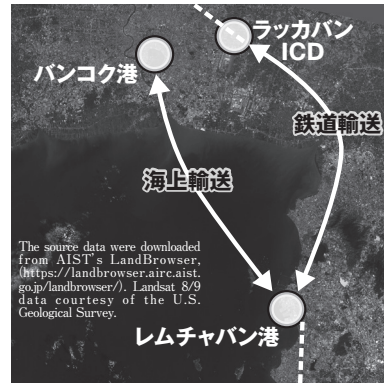 ラッカバン
ICD
バンコク港
鉄道輸送
海上輸送
The source data were downloaded
from AIST's LandBrowser,
(https://landbrowser.airc.aist.
go.jp/landbrowser/). Landsat 8/9
data courtesy of the U.S.
Geological Survey.
レムチャバン港